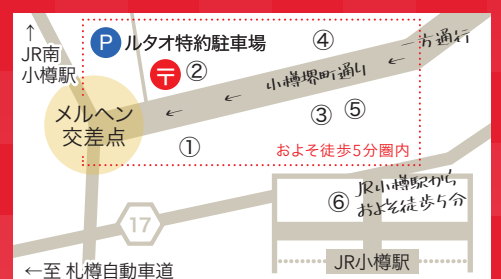 ↑
JR南
小樽駅
P ルタオ特約駐車場
〒 ②
④
一方通行
←
小樽堺町通り
← ←
メルヘン
交差点
③ ⑤
①
およそ徒歩5分圏内
17
⑥ JR小樽駅から
およそ徒歩5分
JR小樽駅
←至 札樽自動車道